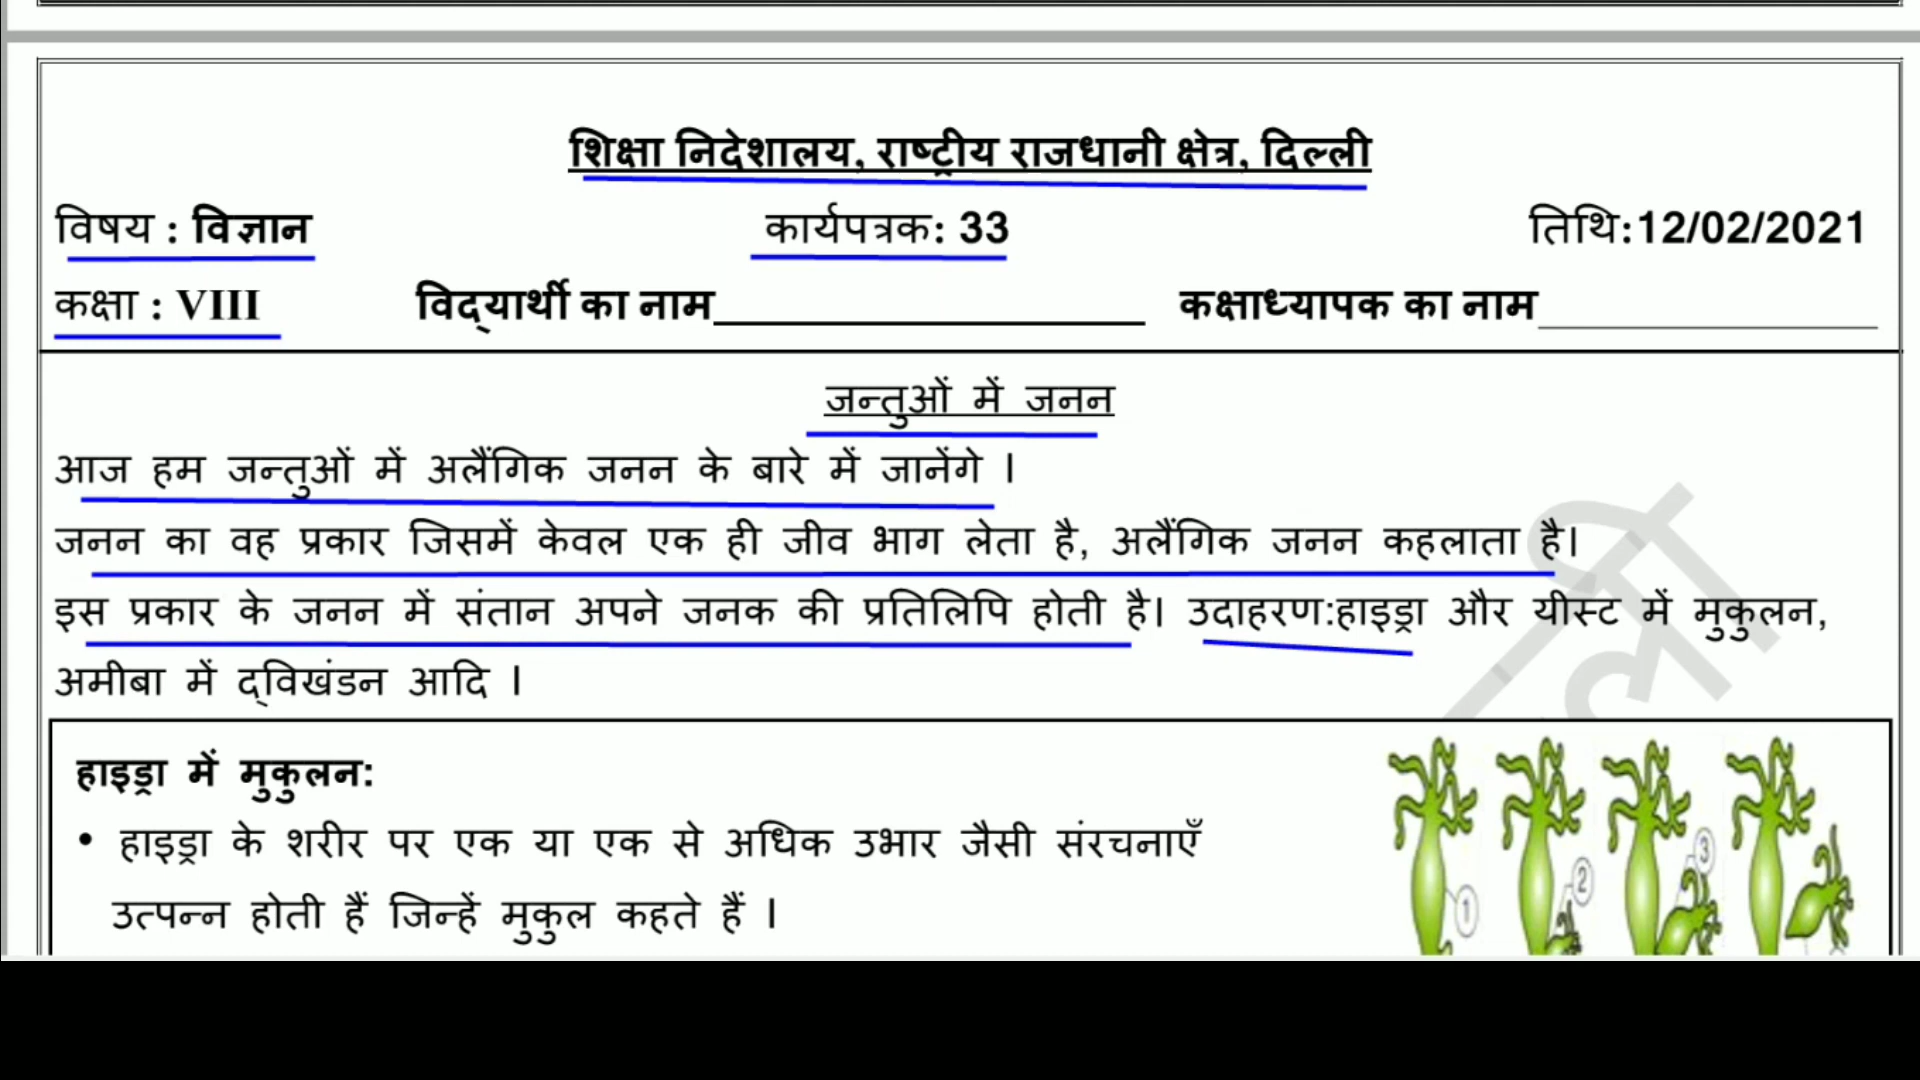 शिक्षा निदेशालय, राष्ट्रीय राजधानी क्षेत्र, दिल्ली
विषय : विज्ञान कार्यपत्रक: 33 तिथि:12/02/2021
कक्षा : VIII विद्यार्थी का नाम कक्षाध्यापक का नाम
जन्तुओं में जनन
आज हम जन्तुओं में अलैंगिक जनन के बारे में जानेंगे ।
जनन का वह प्रकार जिसमें केवल एक ही जीव भाग लेता है, अलैंगिक जनन कहलाता है।
इस प्रकार के जनन में संतान अपने जनक की प्रतिलिपि होती है। उदाहरण:हाइड्रा और यीस्ट में मुकुलन,
अमीबा में द्विखंडन आदि ।
हाइड्रा में मुकुलन:
• हाइड्रा के शरीर पर एक या एक से अधिक उभार जैसी संरचनाएँ
उत्पन्न होती हैं जिन्हें मुकुल कहते हैं ।
1 2 3